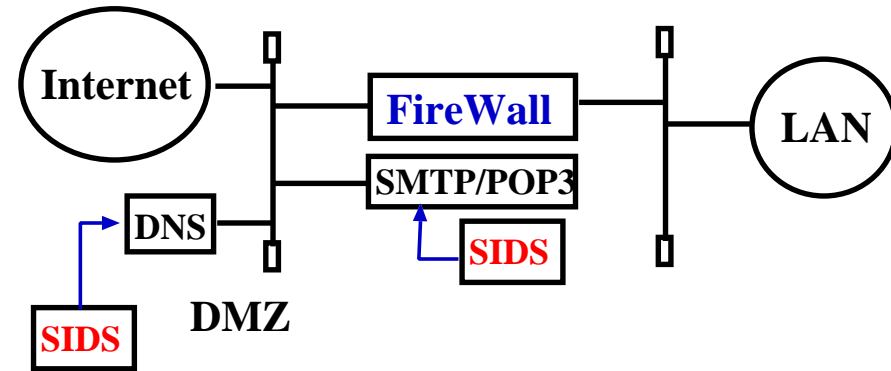 Internet
FireWall
LAN
SMTP/POP3
DNS
SIDS
DMZ
SIDS